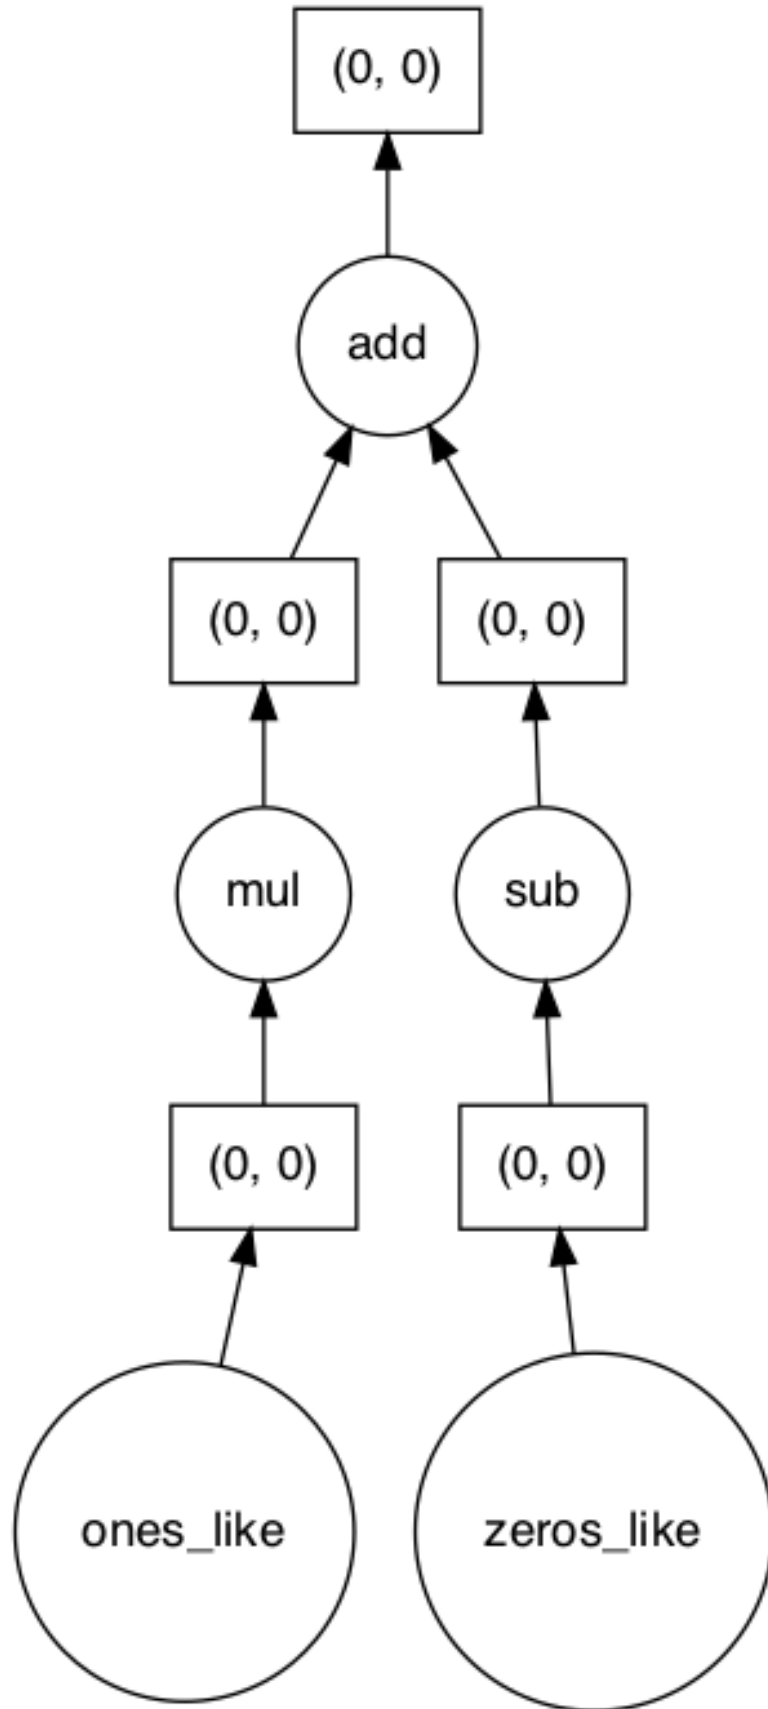 (0, 0)
add
(0, 0)
(0, 0)
mul
sub
(0, 0)
(0, 0)
ones_like
zeros_like